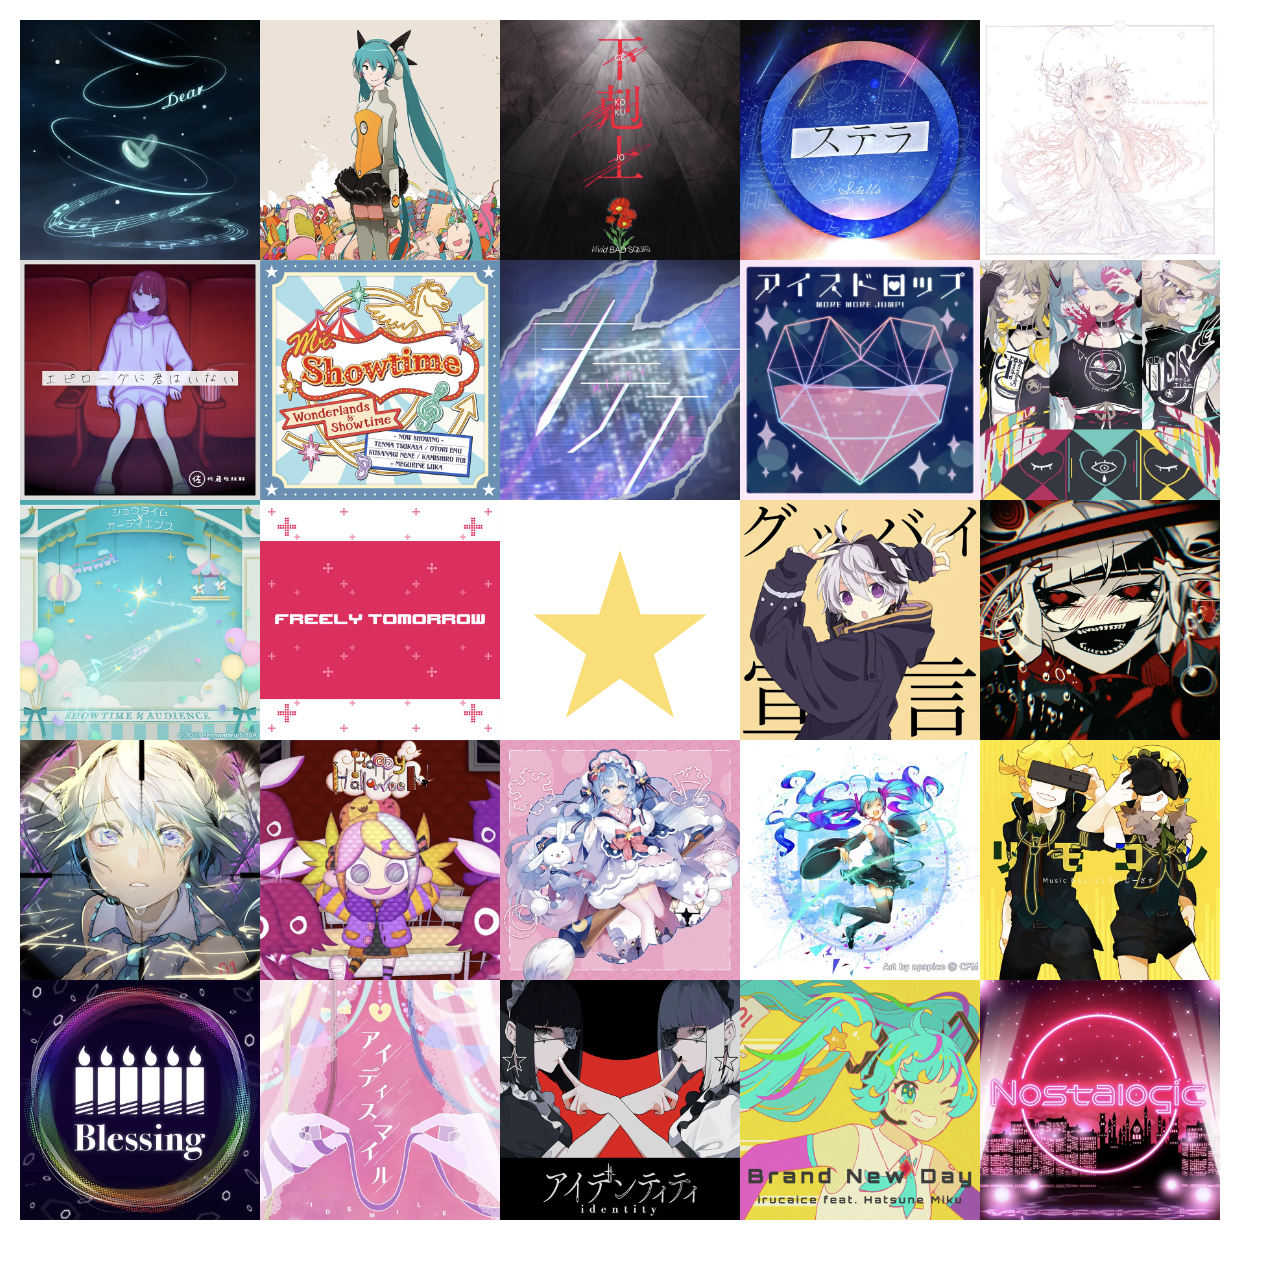 Dear
下剋上
GE
KO
KU
JO
Vivid BAD SQUAD
ステラ
Stella
エピローグに君はいない
佐
Mr.
Showtime
Wonderlands
×
Showtime
- NOW SHOWING -
TENMA TSUKASA / OTORI EMU
KUSANAGI NENE / KAMISHIRO RUI
× MEGURINE LUKA
アイスドロップ
MORE MORE JUMP!
ショウタイム
オーディエンス
SHOWTIME & AUDIENCE
FREELY TOMORROW
グッバイ
宣言
Happy
Halloween
Art by apapico © CFM
リモコン
Blessing
アイディスマイル
IDSMILE
アイデンティティ
identity
Brand New Day
irucaice feat. Hatsune Miku
Nostalogic